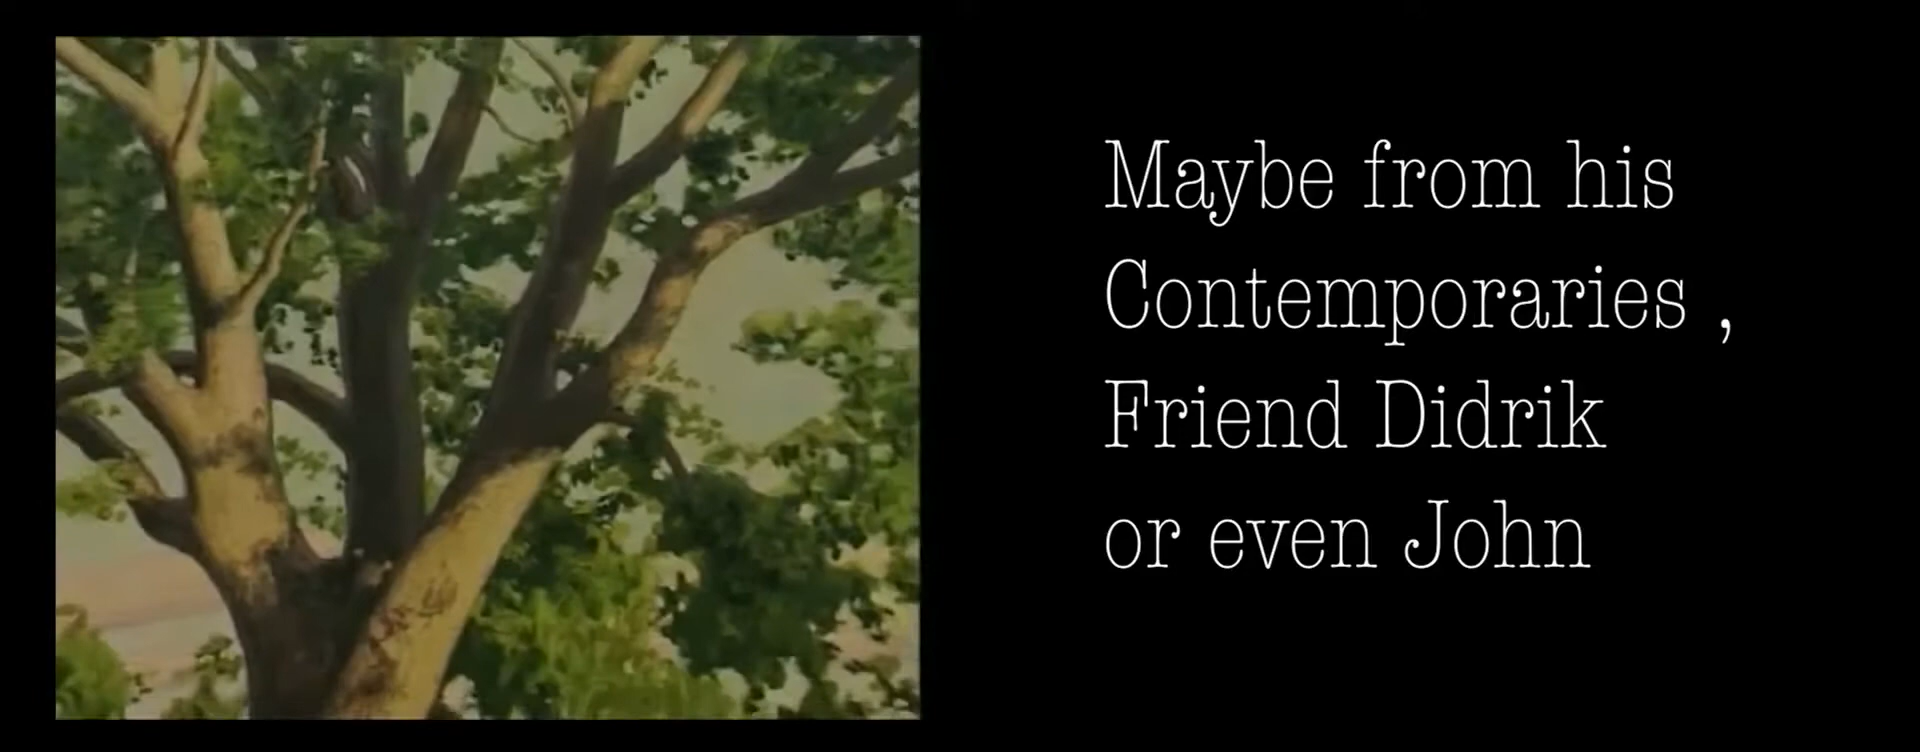 Maybe from his
Contemporaries ,
Friend Didrik
or even John